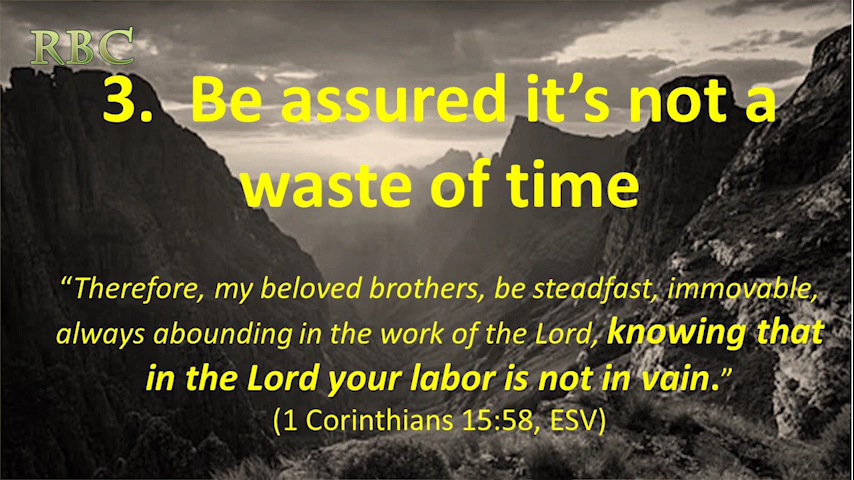 RBC
3. Be assured it’s not a
waste of time
“Therefore, my beloved brothers, be steadfast, immovable,
always abounding in the work of the Lord, knowing that
in the Lord your labor is not in vain.”
(1 Corinthians 15:58, ESV)